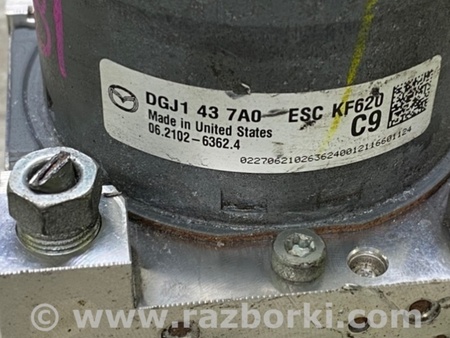 DGJ1 43 7A0 ESC KF620
Made in United States C9
06.2102-6362.4
0227062102636240012116601124
© www.razborki.com